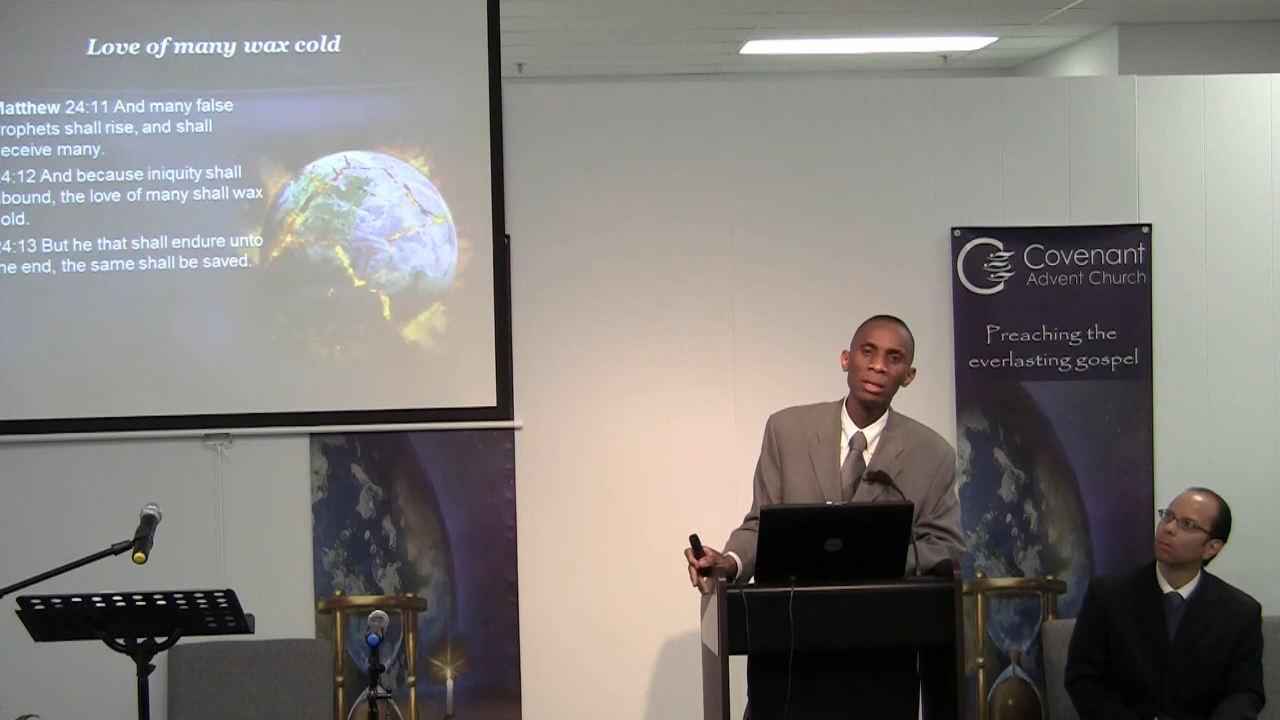 Love of many wax cold
Matthew 24:11 And many false
rophets shall rise, and shall
eceive many.
4:12 And because iniquity shall
bound, the love of many shall wax
old.
24:13 But he that shall endure unto
he end, the same shall be saved.
Covenant
Advent Church
Preaching the
everlasting gospel